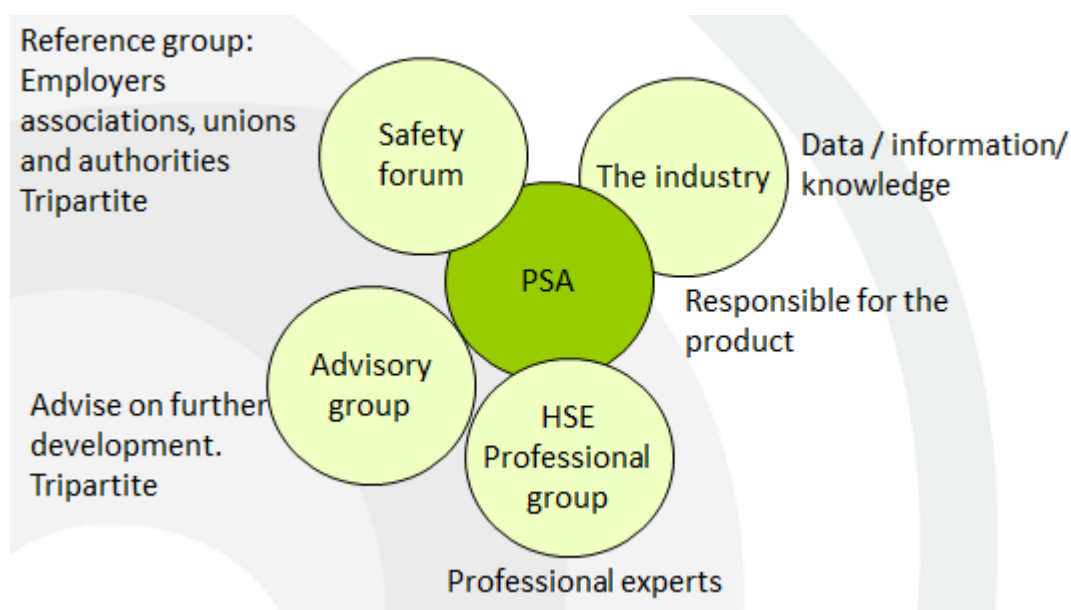 Reference group:
Employers
associations, unions
and authorities
Tripartite
Safety
forum
The industry
Data / information/
knowledge
PSA
Responsible for the
product
Advisory
group
Advise on further
development.
Tripartite
HSE
Professional
group
Professional experts